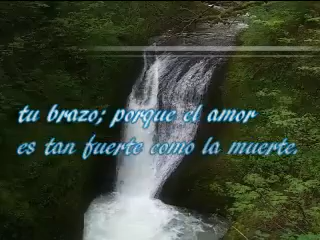 tu brazo; porque el amor
es tan fuerte como la muerte.